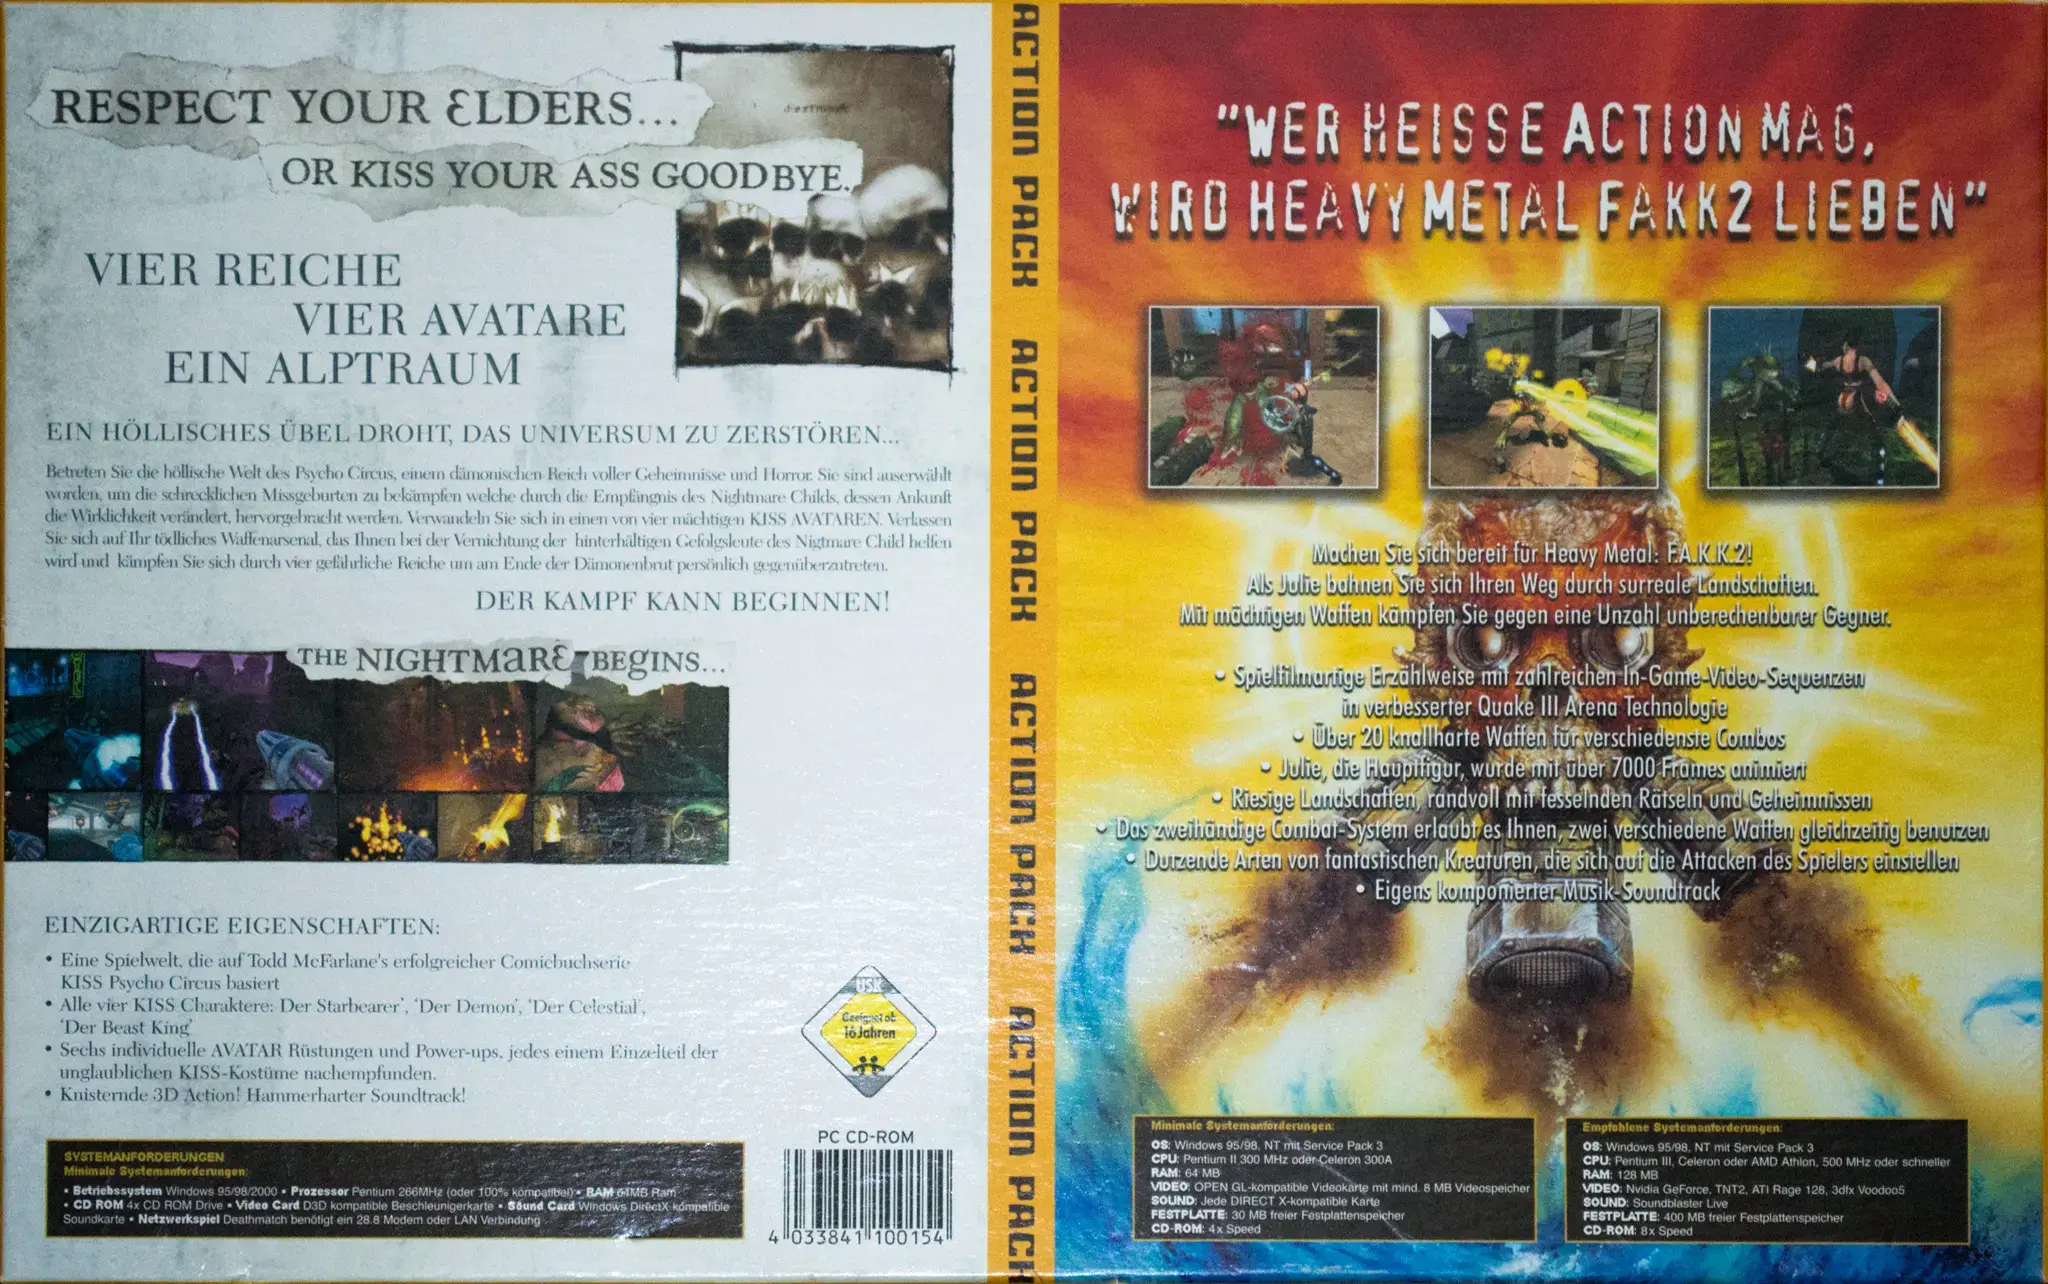 RESPECT YOUR ELDERS...
OR KISS YOUR ASS GOODBYE.
VIER REICHE
VIER AVATARE
EIN ALPTRAUM
EIN HÖLLISCHES ÜBEL DROHT, DAS UNIVERSUM ZU ZERSTÖREN...
Betreten Sie die höllische Welt des Psycho Circus, einem dämonischen Reich voller Geheimnisse und Horror. Sie sind auserwählt
worden, um die schrecklichen Missgeburten zu bekämpfen welche durch die Empfängnis des Nightmare Childs, dessen Ankunft
die Wirklichkeit verändert, hervorgebracht werden. Verwandeln Sie sich in einen von vier mächtigen KISS AVATAREN. Verlassen
Sie sich auf Ihr tödliches Waffenarsenal, das Ihnen bei der Vernichtung der hinterhältigen Gefolgsleute des Nigtmare Child helfen
wird und kämpfen Sie sich durch vier gefährliche Reiche um am Ende der Dämonenbrut persönlich gegenüberzutreten.
DER KAMPF KANN BEGINNEN!
THE NIGHTMARE BEGINS...
EINZIGARTIGE EIGENSCHAFTEN:
• Eine Spielwelt, die auf Todd McFarlane's erfolgreicher Comicbuchserie
KISS Psycho Circus basiert
• Alle vier KISS Charaktere: Der Starbearer', 'Der Demon', 'Der Celestial',
'Der Beast King'
• Sechs individuelle AVATAR Rüstungen und Power-ups, jedes einem Einzelteil der
unglaublichen KISS-Kostüme nachempfunden.
• Knisternde 3D Action! Hammerharter Soundtrack!
USK
Geeignet ab
16 Jahren
SYSTEMANFORDERUNGEN
Minimale Systemanforderungen:
• Betriebssystem Windows 95/98/2000 • Prozessor Pentium 266MHz (oder 100% kompatibel) • RAM 64MB Ram
• CD ROM 4x CD ROM Drive • Video Card D3D kompatible Beschleunigerkarte • Sound Card Windows DirectX kompatible
Soundkarte • Netzwerkspiel Deathmatch benötigt ein 28.8 Modem oder LAN Verbindung
PC CD-ROM
4 033841 100154
ACTION PACK ACTION PACK ACTION PACK ACTION PACK
"WER HEISSE ACTION MAG,
WIRD HEAVY METAL FAKK2 LIEBEN"
Machen Sie sich bereit für Heavy Metal: F.A.K.K.2!
Als Julie bahnen Sie sich Ihren Weg durch surreale Landschaften.
Mit mächtigen Waffen kämpfen Sie gegen eine Unzahl unberechenbarer Gegner.
• Spielfilmartige Erzählweise mit zahlreichen In-Game-Video-Sequenzen
in verbesserter Quake III Arena Technologie
• Über 20 knallharte Waffen für verschiedenste Combos
• Julie, die Hauptfigur, wurde mit über 7000 Frames animiert
• Riesige Landschaften, randvoll mit fesselnden Rätseln und Geheimnissen
• Das zweihändige Combat-System erlaubt es Ihnen, zwei verschiedene Waffen gleichzeitig benutzen
• Dutzende Arten von fantastischen Kreaturen, die sich auf die Attacken des Spielers einstellen
• Eigens komponierter Musik-Soundtrack
Minimale Systemanforderungen:
OS: Windows 95/98, NT mit Service Pack 3
CPU: Pentium II 300 MHz oder Celeron 300A
RAM: 64 MB
VIDEO: OPEN GL-kompatible Videokarte mit mind. 8 MB Videospeicher
SOUND: Jede DIRECT X-kompatible Karte
FESTPLATTE: 30 MB freier Festplattenspeicher
CD-ROM: 4x Speed
Empfohlene Systemanforderungen:
OS: Windows 95/98, NT mit Service Pack 3
CPU: Pentium III, Celeron oder AMD Athlon, 500 MHz oder schneller
RAM: 128 MB
VIDEO: Nvidia GeForce, TNT2, ATI Rage 128, 3dfx Voodoo5
SOUND: Soundblaster Live
FESTPLATTE: 400 MB freier Festplattenspeicher
CD-ROM: 8x Speed